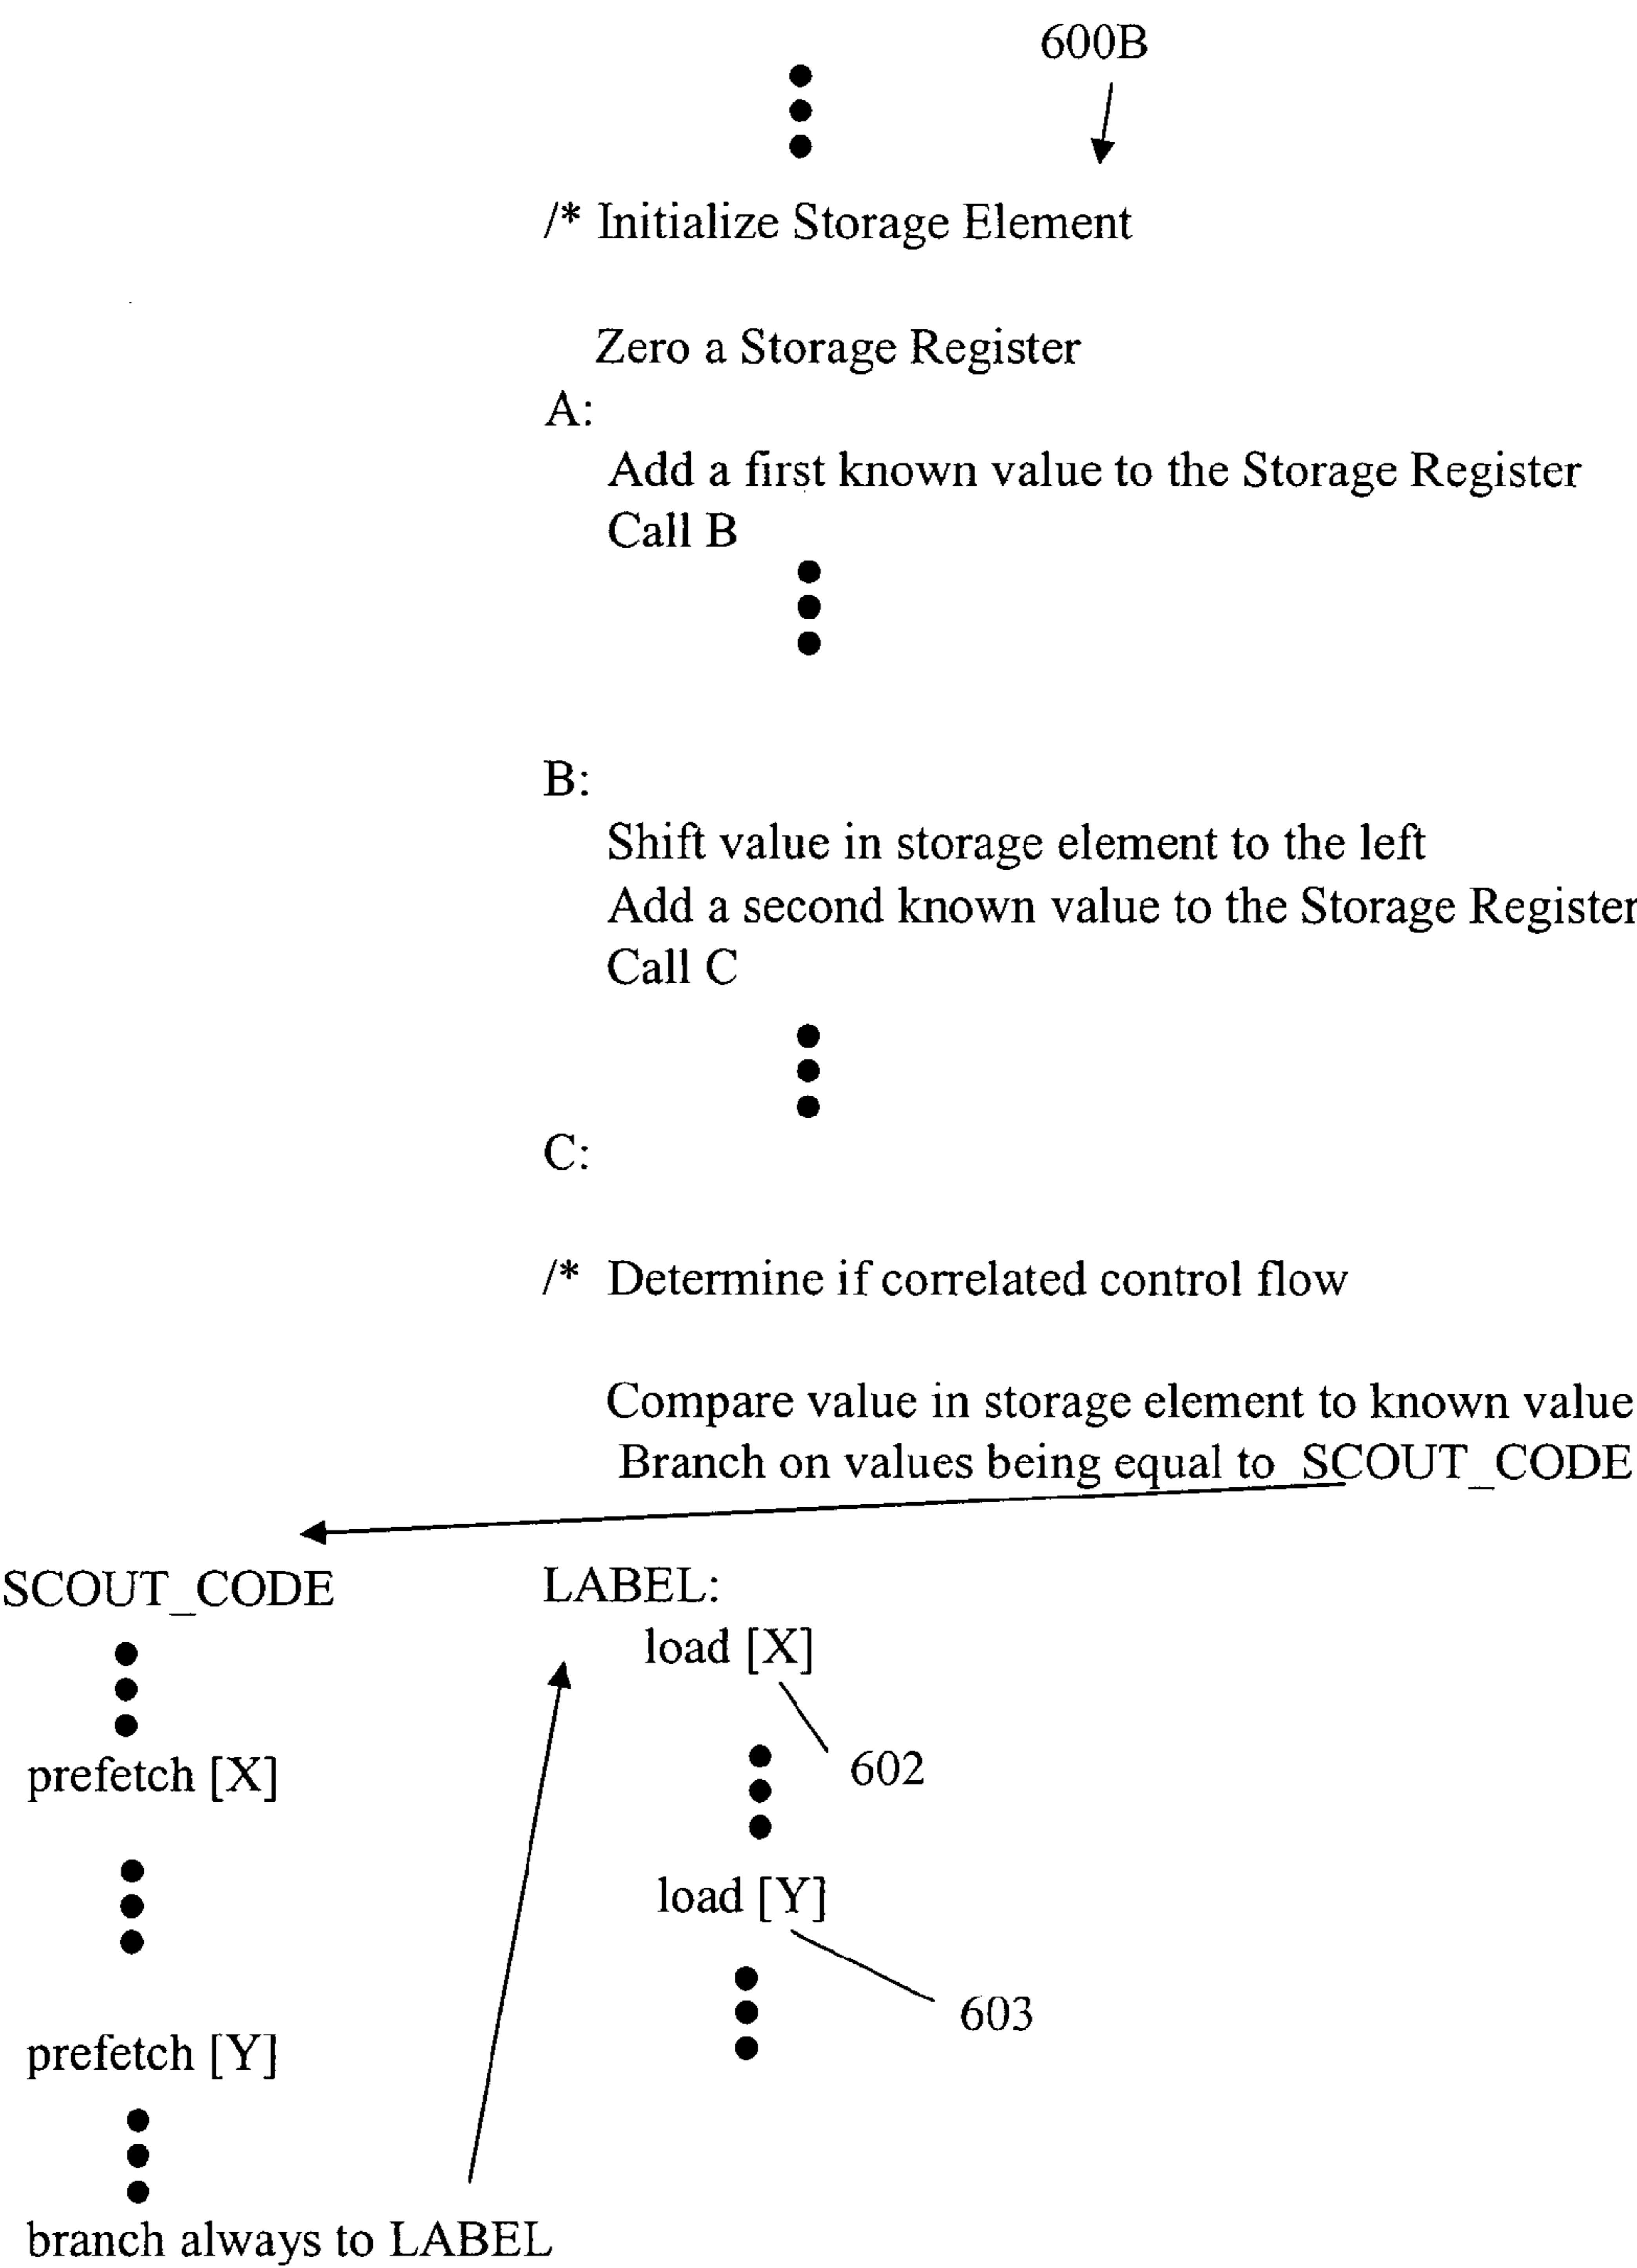 600B
/* Initialize Storage Element
Zero a Storage Register
A:
Add a first known value to the Storage Register
Call B
B:
Shift value in storage element to the left
Add a second known value to the Storage Register
Call C
C:
/* Determine if correlated control flow
Compare value in storage element to known value
Branch on values being equal to SCOUT_CODE
SCOUT_CODE
LABEL:
load [X]
602
prefetch [X]
load [Y]
603
prefetch [Y]
branch always to LABEL